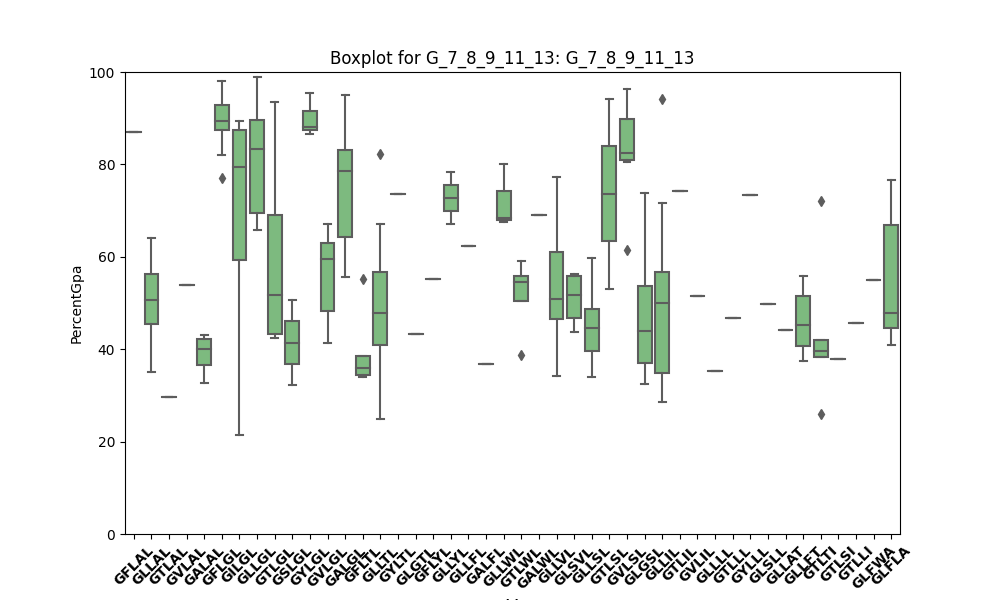 Boxplot for G_7_8_9_11_13: G_7_8_9_11_13
100
80
60
40
20
0
PercentGpa
GFLAL
GLLAL
GTLAL
GVLAL
GALAL
GFLGL
GILGL
GLLGL
GTLGL
GSLGL
GYLGL
GVLGL
GALGL
GFLTL
GLLTL
GYLTL
GLGTL
GFLYL
GLLYL
GLLFL
GALFL
GLLWL
GTLWL
GALWL
GLLVL
GLSVL
GLLSL
GTLSL
GVLSL
GLGSL
GLLIL
GTLIL
GVLIL
GLLLL
GTLLL
GYLLL
GLSLL
GLLAT
GLLFT
GTLTI
GTLSI
GTLLI
GLFWA
GLFLA